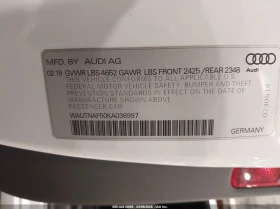 MFD. BY AUDI AG
02.19 GVWR LBS 4652 GAWR LBS FRONT 2425 /REAR 2348
THIS VEHICLE CONFORMS TO ALL APPLICABLE U.S.
FEDERAL MOTOR VEHICLE SAFETY BUMPER AND
THEFT PREVENTION STANDARDS IN EFFECT
ON THE DATE OF MANUFACTURE SHOWN ABOVE.
PASSENGER CAR
Audi
WAUTNAF50KA036997
GERMANY